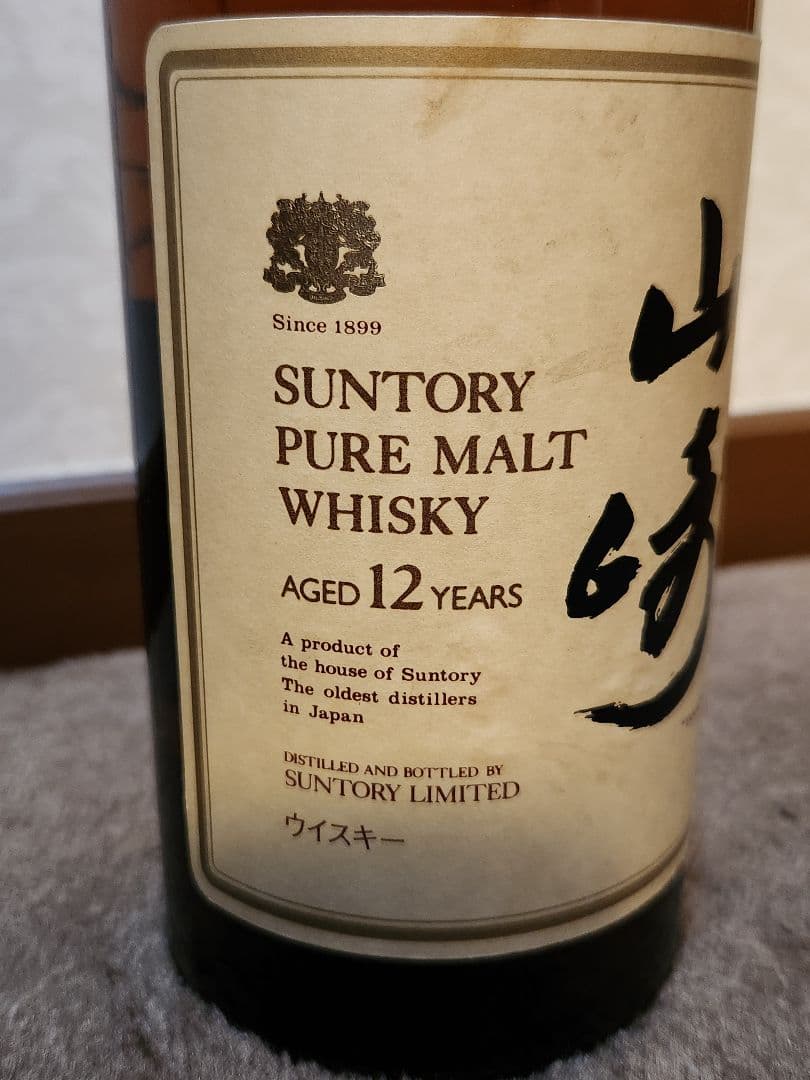 Since 1899
SUNTORY
PURE MALT
WHISKY
AGED 12 YEARS
A product of
the house of Suntory
The oldest distillers
in Japan
DISTILLED AND BOTTLED BY
SUNTORY LIMITED
ウイスキー
山崎